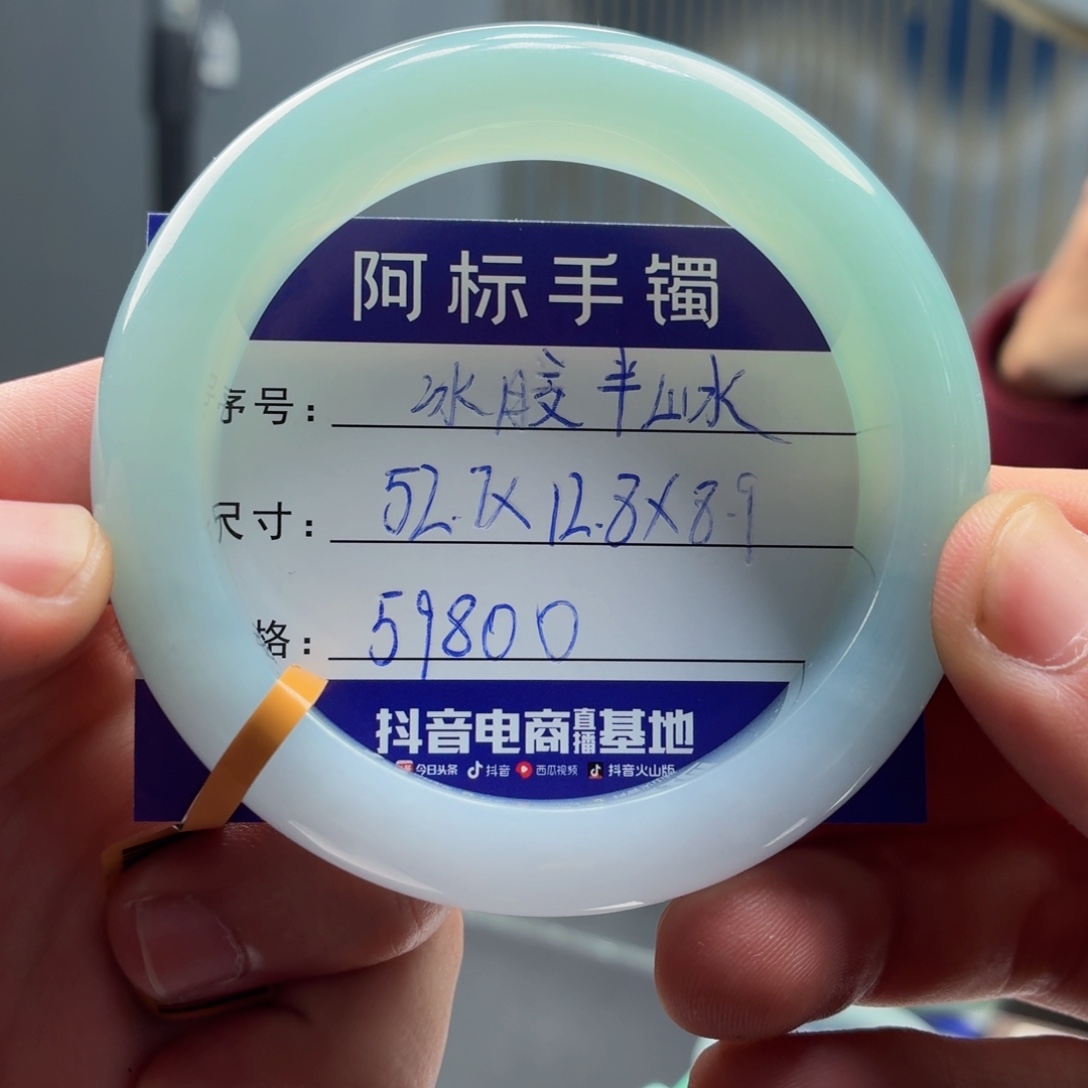 阿标手镯
序号： 冰胶半山水
尺寸： 52.7X12.8X8.9
格： 59800
抖音电商直播基地
今日头条 抖音 西瓜视频 抖音火山版